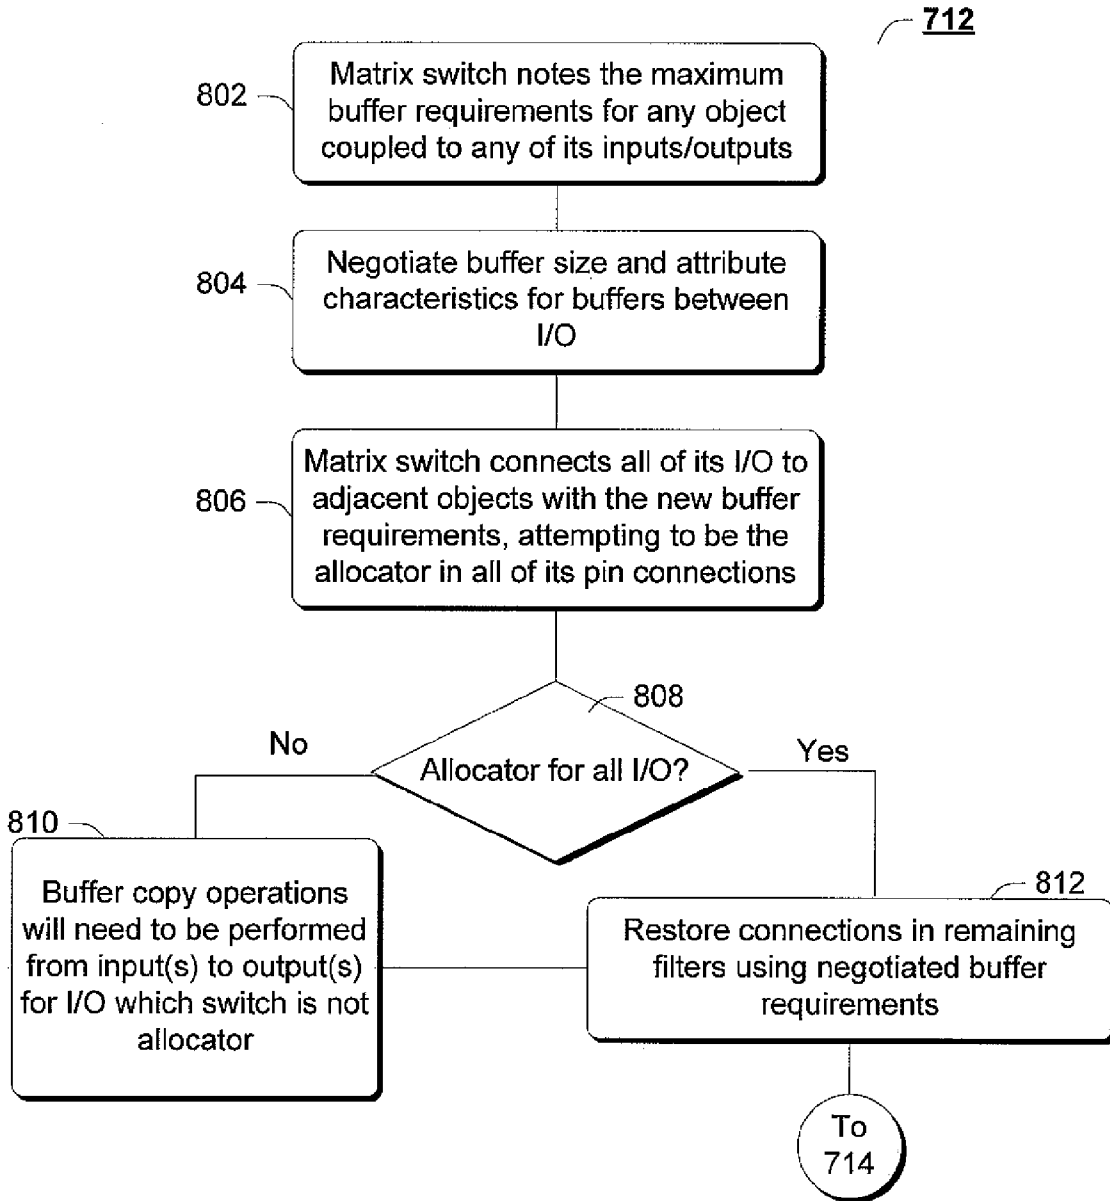 712
802
Matrix switch notes the maximum
buffer requirements for any object
coupled to any of its inputs/outputs
804
Negotiate buffer size and attribute
characteristics for buffers between
I/O
806
Matrix switch connects all of its I/O to
adjacent objects with the new buffer
requirements, attempting to be the
allocator in all of its pin connections
808
No
Allocator for all I/O?
Yes
810
Buffer copy operations
will need to be performed
from input(s) to output(s)
for I/O which switch is not
allocator
812
Restore connections in remaining
filters using negotiated buffer
requirements
To
714